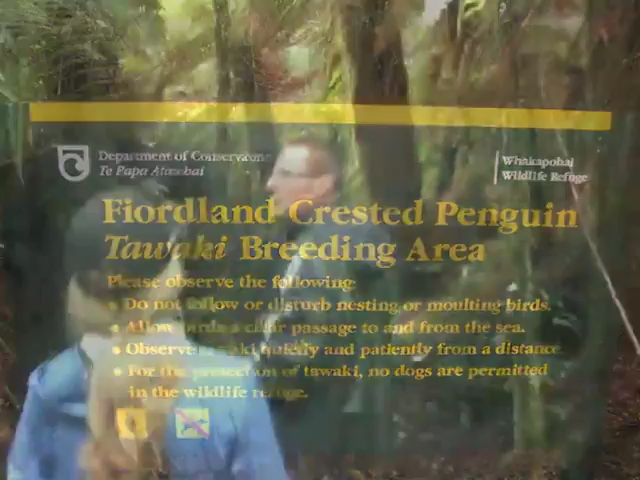 Department of Conservation
Te Papa Atawhai
Whakapohai
Wildlife Refuge
Fiordland Crested Penguin
Tawaki Breeding Area
Please observe the following:
• Do not follow or disturb nesting or moulting birds.
• Allow birds a clear passage to and from the sea.
• Observe tawaki quietly and patiently from a distance.
• For the protection of tawaki, no dogs are permitted
in the wildlife refuge.